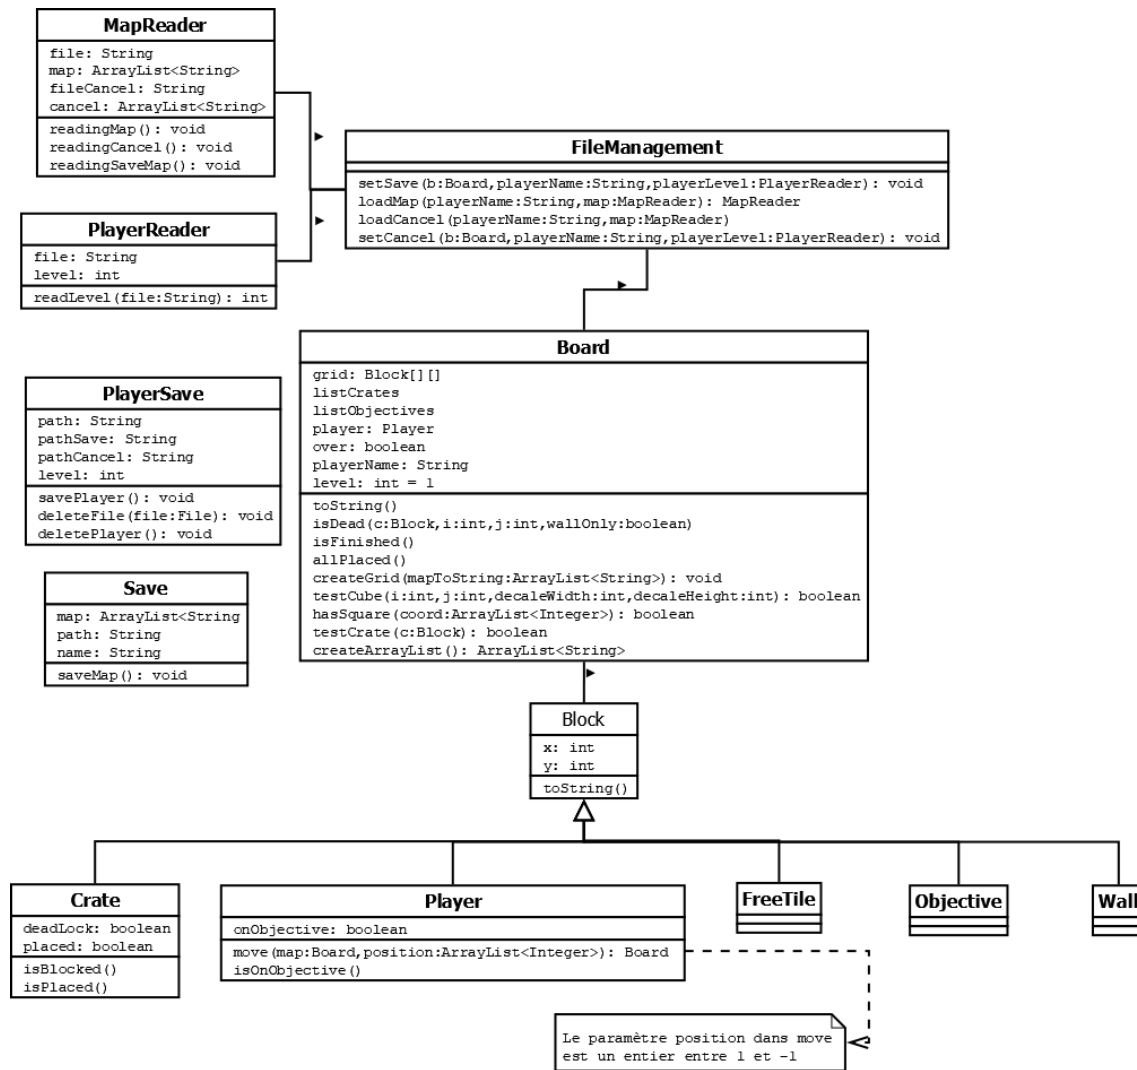 MapReader
file: String
map: ArrayList<String>
fileCancel: String
cancel: ArrayList<String>
readingMap(): void
readingCancel(): void
readingSaveMap(): void
FileManagement
setSave(b:Board,playerName:String,playerLevel:PlayerReader): void
loadMap(playerName:String,map:MapReader): MapReader
loadCancel(playerName:String,map:MapReader)
setCancel(b:Board,playerName:String,playerLevel:PlayerReader): void
PlayerReader
file: String
level: int
readLevel(file:String): int
Board
grid: Block[][]
listCrates
listObjectives
player: Player
over: boolean
playerName: String
level: int = 1
toString()
isDead(c:Block,i:int,j:int,wallOnly:boolean)
isFinished()
allPlaced()
createGrid(mapToString:ArrayList<String>): void
testCube(i:int,j:int,decaleWidth:int,decaleHeight:int): boolean
hasSquare(coord:ArrayList<Integer>): boolean
testCrate(c:Block): boolean
createArrayList(): ArrayList<String>
PlayerSave
path: String
pathSave: String
pathCancel: String
level: int
savePlayer(): void
deleteFile(file:File): void
deletePlayer(): void
Save
map: ArrayList<String
path: String
name: String
saveMap(): void
Block
x: int
y: int
toString()
Crate
deadLock: boolean
placed: boolean
isBlocked()
isPlaced()
Player
onObjective: boolean
move(map:Board,position:ArrayList<Integer>): Board
isOnObjective()
FreeTile
Objective
Wall
Le paramètre position dans move
est un entier entre 1 et -1